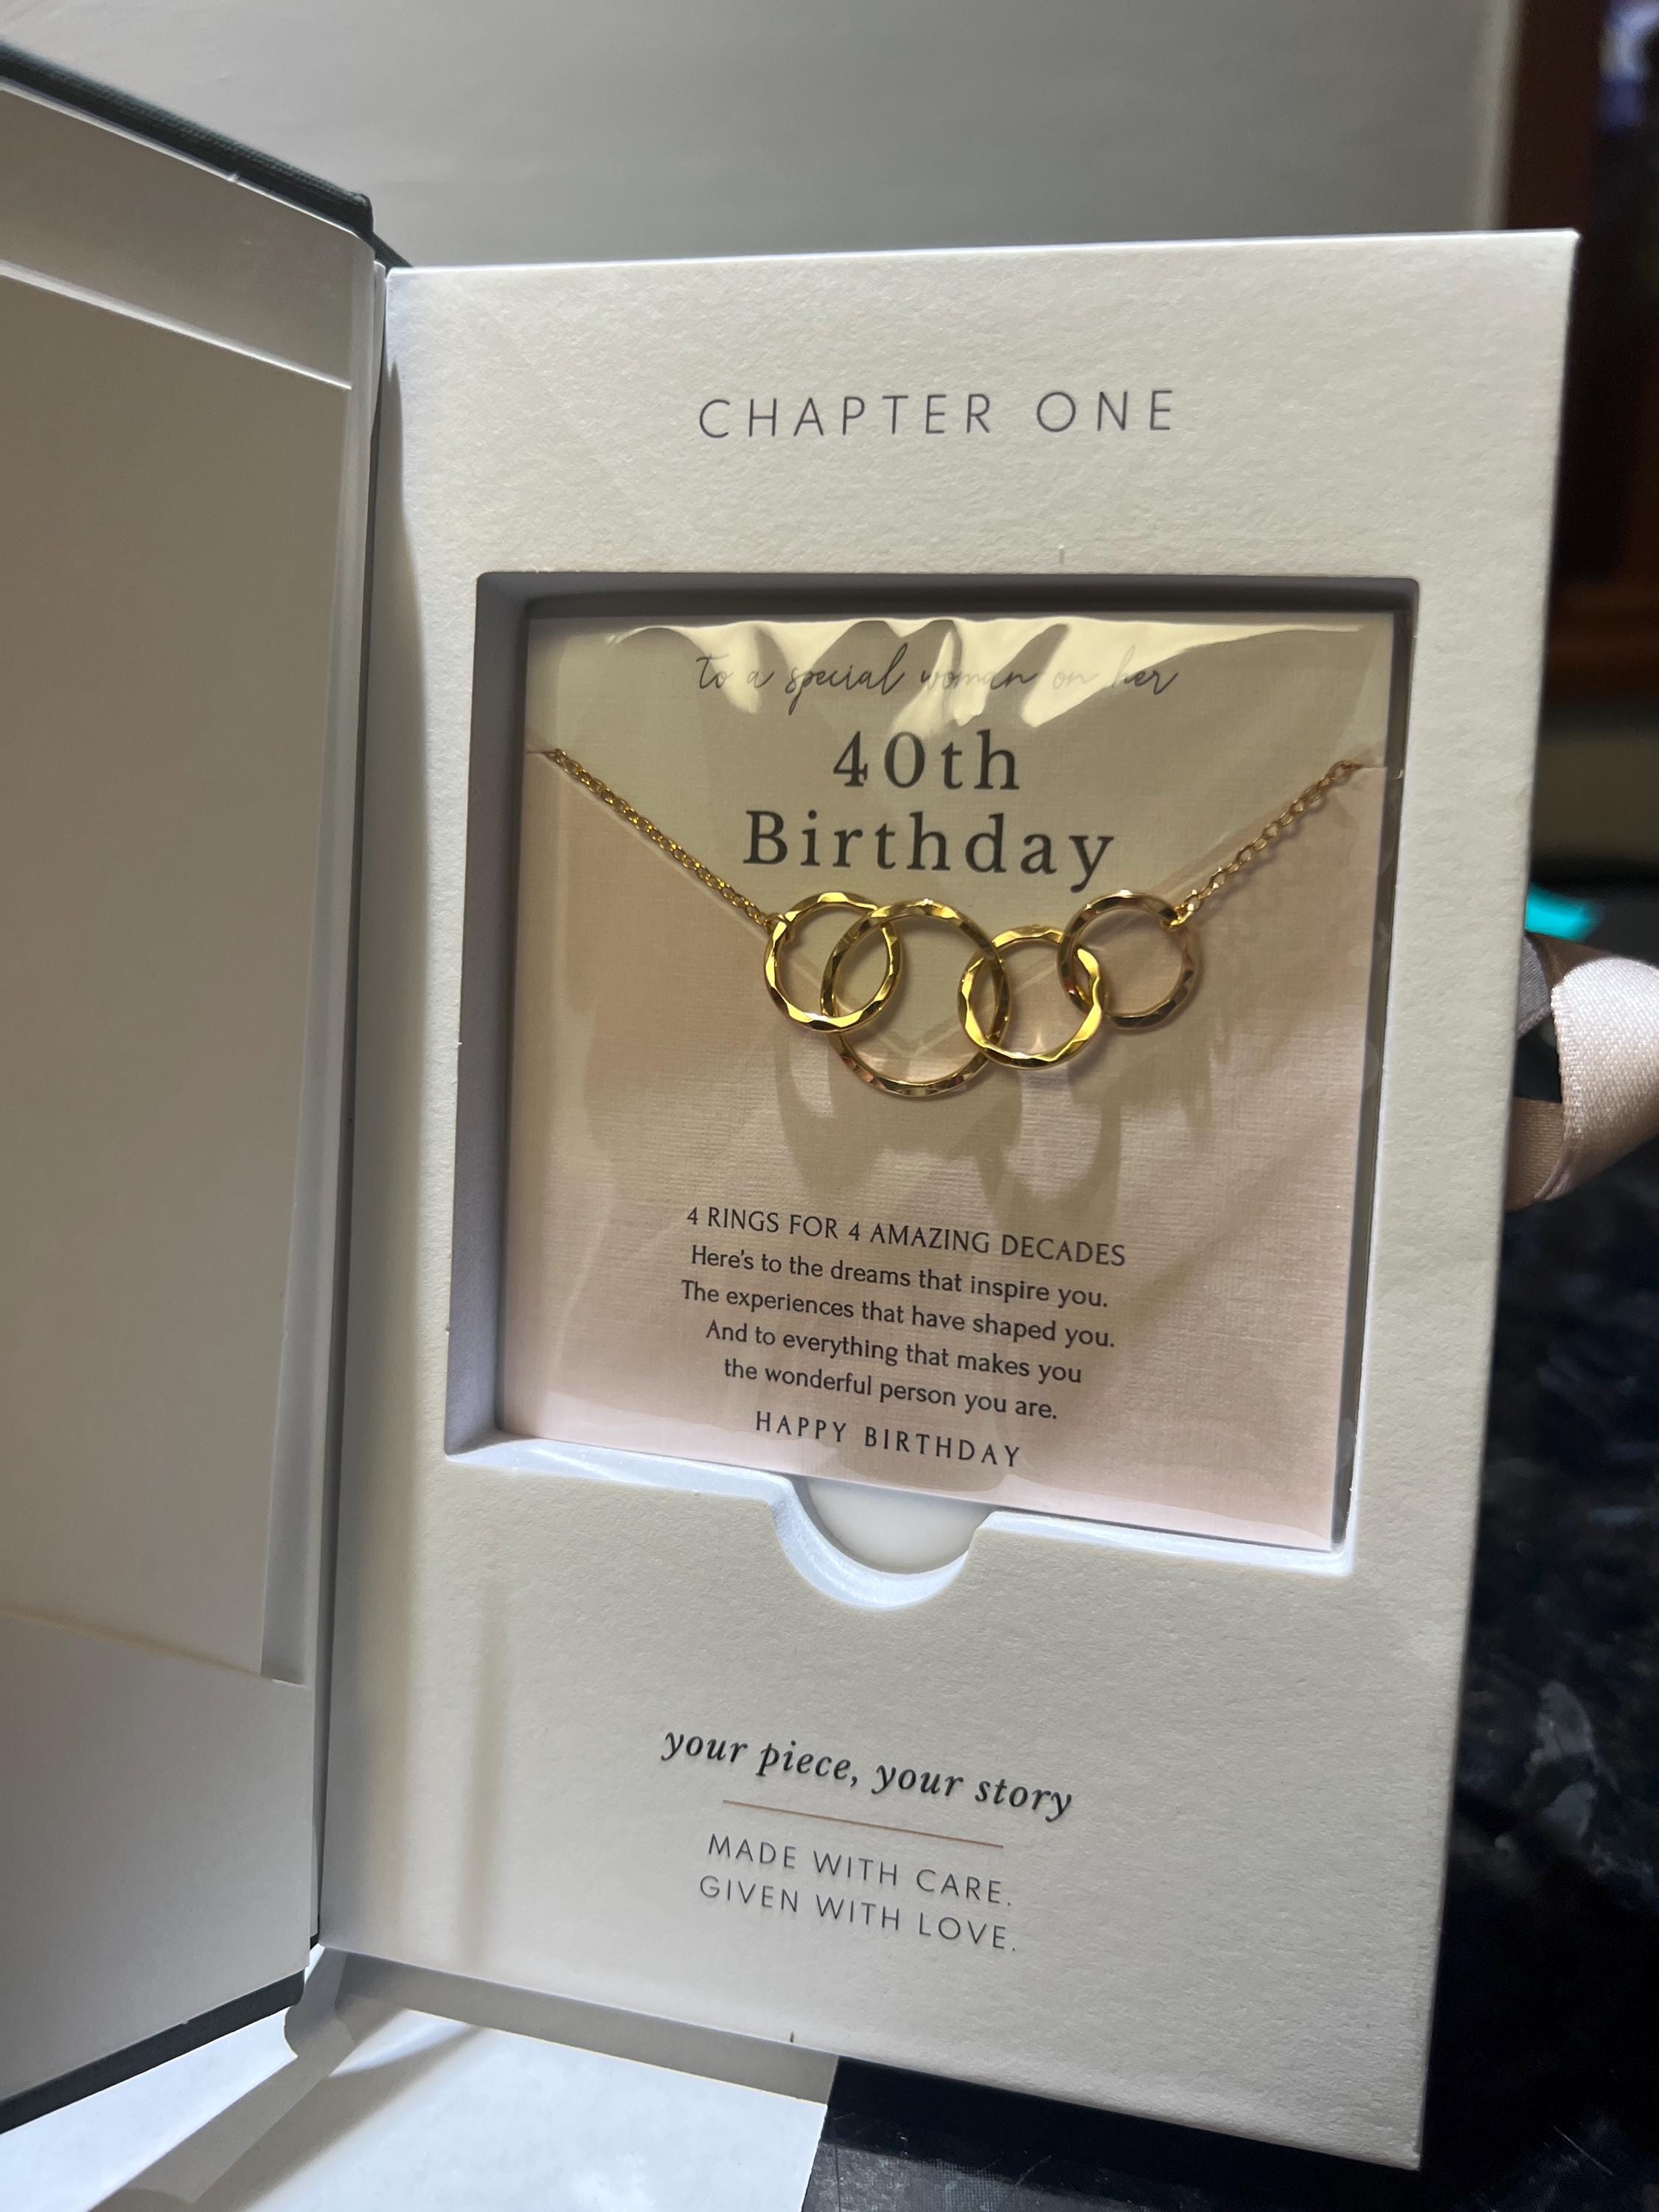 CHAPTER ONE
to a special woman on her
40th
Birthday
4 RINGS FOR 4 AMAZING DECADES
Here's to the dreams that inspire you.
The experiences that have shaped you.
And to everything that makes you
the wonderful person you are.
HAPPY BIRTHDAY
your piece, your story
MADE WITH CARE.
GIVEN WITH LOVE.